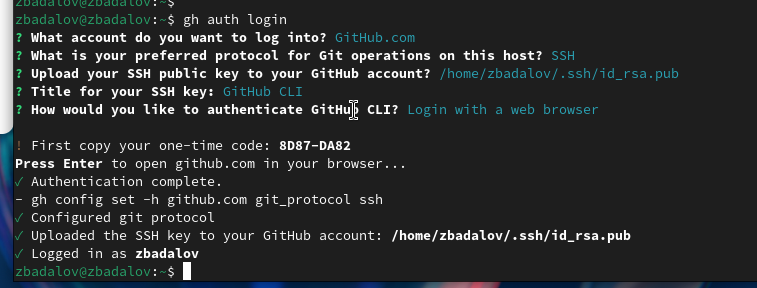 zbadalov@zbadalov:~$
zbadalov@zbadalov:~$ gh auth login
? What account do you want to log into? GitHub.com
? What is your preferred protocol for Git operations on this host? SSH
? Upload your SSH public key to your GitHub account? /home/zbadalov/.ssh/id_rsa.pub
? Title for your SSH key: GitHub CLI
? How would you like to authenticate GitHub CLI? Login with a web browser
! First copy your one-time code: 8D87-DA82
Press Enter to open github.com in your browser...
✓ Authentication complete.
- gh config set -h github.com git_protocol ssh
✓ Configured git protocol
✓ Uploaded the SSH key to your GitHub account: /home/zbadalov/.ssh/id_rsa.pub
✓ Logged in as zbadalov
zbadalov@zbadalov:~$